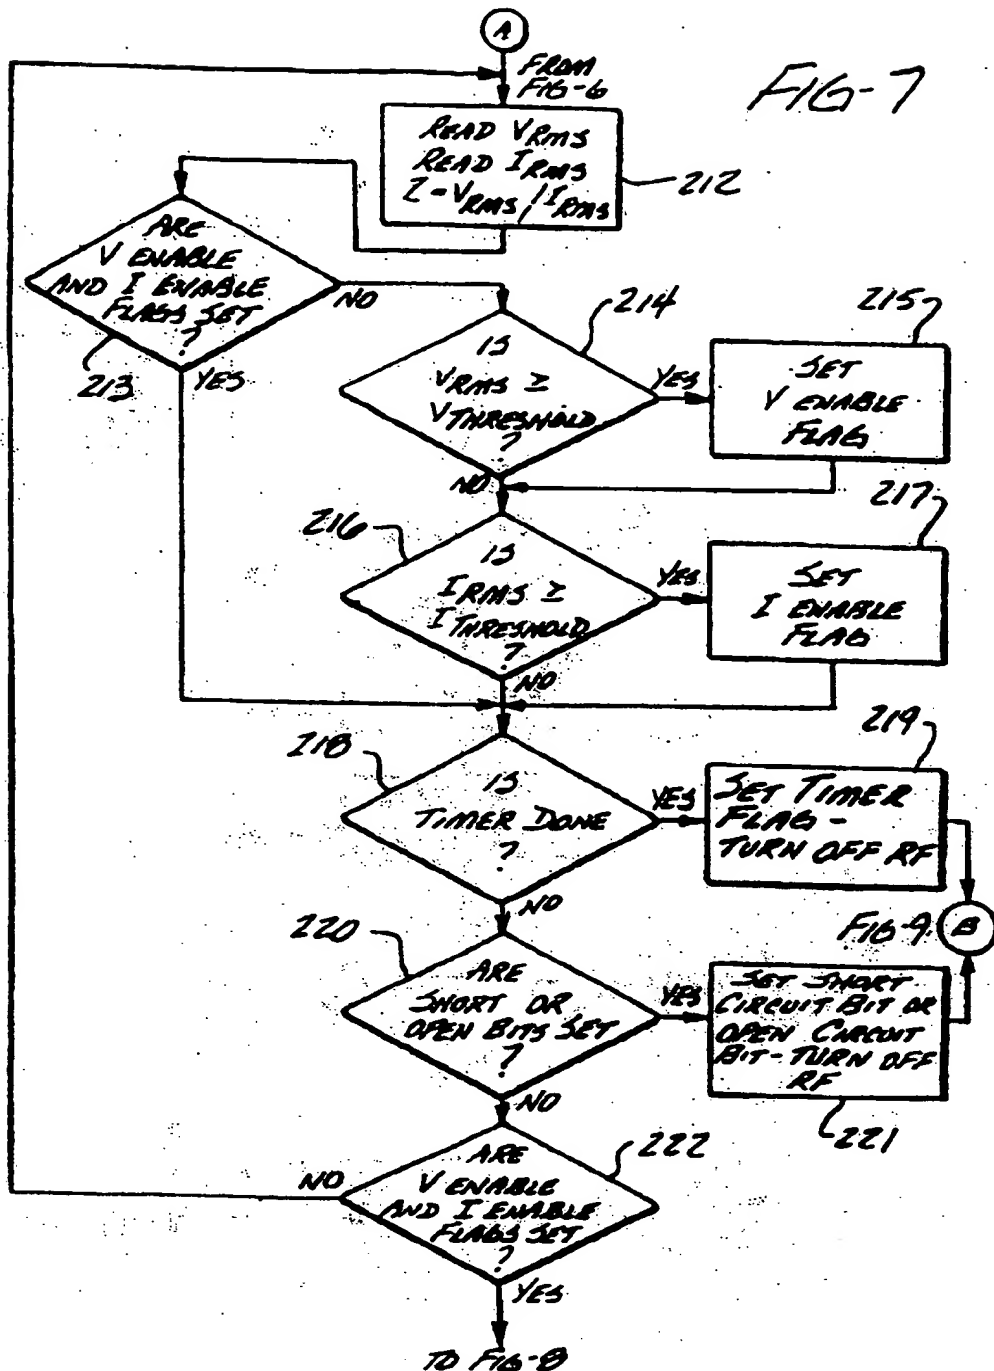 A
FROM
FIG-6
FIG-7
READ VRMS
READ IRMS
Z=VRMS/IRMS
212
ARE
V ENABLE
AND I ENABLE
FLAGS SET
?
213
NO
YES
214
IS
VRMS ≥
VTHRESHOLD
?
YES
NO
215
SET
V ENABLE
FLAG
216
IS
IRMS ≥
ITHRESHOLD
?
YES
NO
217
SET
I ENABLE
FLAG
218
IS
TIMER DONE
?
YES
NO
219
SET TIMER
FLAG -
TURN OFF RF
FIG-9
B
220
ARE
SHORT OR
OPEN BITS SET
?
YES
NO
SET SHORT
CIRCUIT BIT OR
OPEN CIRCUIT
BIT - TURN OFF
RF
221
222
ARE
V ENABLE
AND I ENABLE
FLAGS SET
?
NO
YES
TO FIG-8